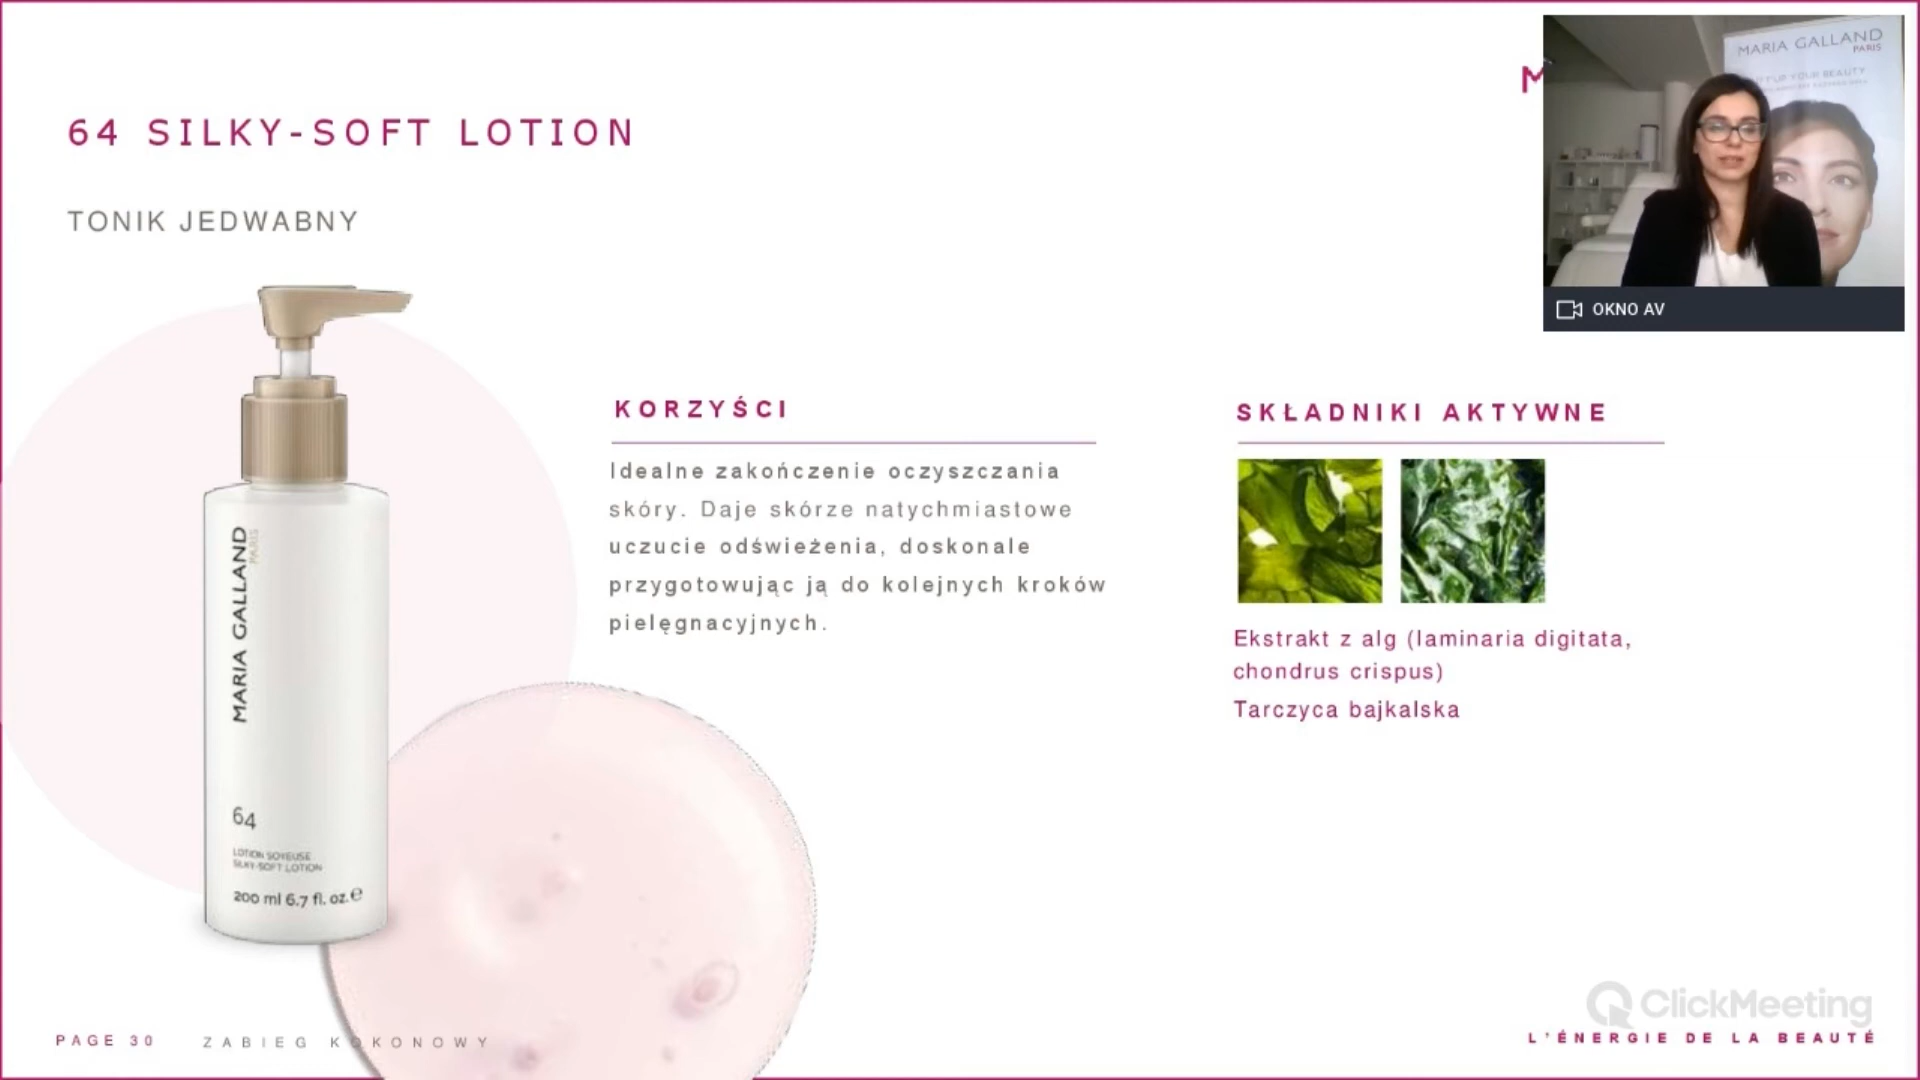 64 SILKY-SOFT LOTION
TONIK JEDWABNY
MARIA GALLAND
PARIS
OKNO AV
KORZYŚCI
Idealne zakończenie oczyszczania
skóry. Daje skórze natychmiastowe
uczucie odświeżenia, doskonale
przygotowując ją do kolejnych kroków
pielęgnacyjnych.
SKŁADNIKI AKTYWNE
Ekstrakt z alg (laminaria digitata,
chondrus crispus)
Tarczyca bajkalska
MARIA GALLAND
PARIS
64
LOTION SOYEUSE
SILKY-SOFT LOTION
200 ml 6.7 fl. oz. e
ClickMeeting
PAGE 30 ZABIEG KOKONOWY
L'ÉNERGIE DE LA BEAUTÉ